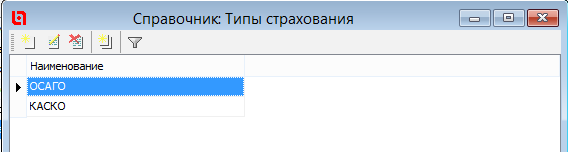 Справочник: Типы страхования
Наименование
ОСАГО
КАСКО